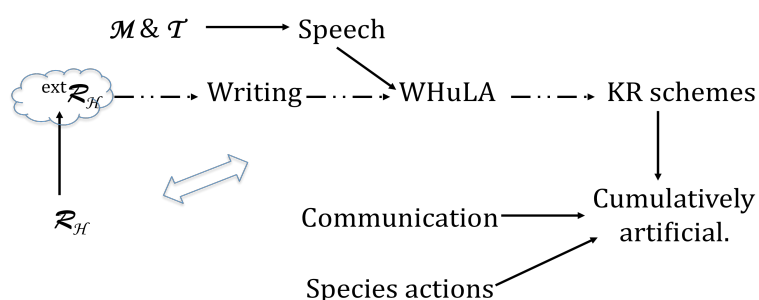 ℳ & 𝒯
Speech
ext𝓡ℋ
Writing
WHuLA
KR schemes
𝓡ℋ
Communication
Cumulatively
artificial.
Species actions